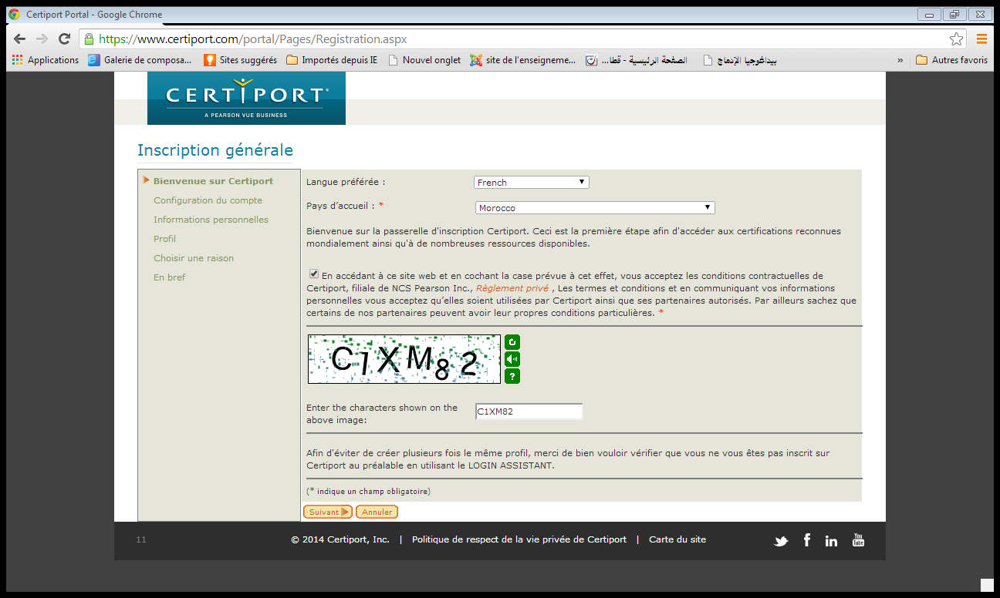 Certiport Portal - Google Chrome
https://www.certiport.com/portal/Pages/Registration.aspx
Applications Galerie de composa... Sites suggérés Importés depuis IE Nouvel onglet site de l'enseigneme... الصفحة الرئيسية - قطا... بيداغوجيا الإدماج » Autres favoris
CERTIPORT®
A PEARSON VUE BUSINESS
Inscription générale
Bienvenue sur Certiport
Configuration du compte
Informations personnelles
Profil
Choisir une raison
En bref
Langue préférée : French
Pays d’accueil : * Morocco
Bienvenue sur la passerelle d'inscription Certiport. Ceci est la première étape afin d'accéder aux certifications reconnues
mondialement ainsi qu'à de nombreuses ressources disponibles.
En accédant à ce site web et en cochant la case prévue à cet effet, vous acceptez les conditions contractuelles de
Certiport, filiale de NCS Pearson Inc., Règlement privé , Les termes et conditions et en communiquant vos informations
personnelles vous acceptez qu’elles soient utilisées par Certiport ainsi que ses partenaires autorisés. Par ailleurs sachez que
certains de nos partenaires peuvent avoir leur propres conditions particulières. *
C1XM82
?
Enter the characters shown on the
above image:
C1XM82
Afin d'éviter de créer plusieurs fois le même profil, merci de bien vouloir vérifier que vous ne vous êtes pas inscrit sur
Certiport au préalable en utilisant le LOGIN ASSISTANT.
(* indique un champ obligatoire)
Suivant Annuler
11 © 2014 Certiport, Inc. | Politique de respect de la vie privée de Certiport | Carte du site
f in You Tube